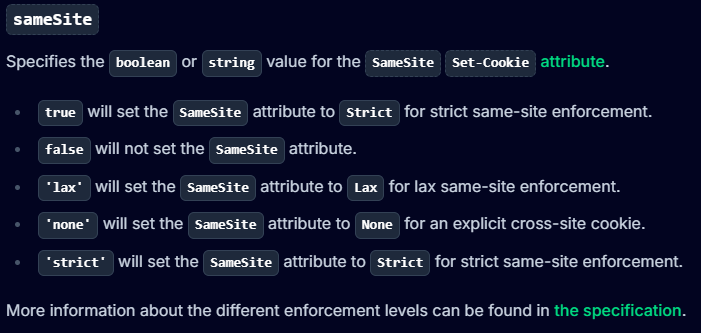 sameSite
Specifies the boolean or string value for the SameSite Set-Cookie attribute.
true will set the SameSite attribute to Strict for strict same-site enforcement.
false will not set the SameSite attribute.
'lax' will set the SameSite attribute to Lax for lax same-site enforcement.
'none' will set the SameSite attribute to None for an explicit cross-site cookie.
'strict' will set the SameSite attribute to Strict for strict same-site enforcement.
More information about the different enforcement levels can be found in the specification.